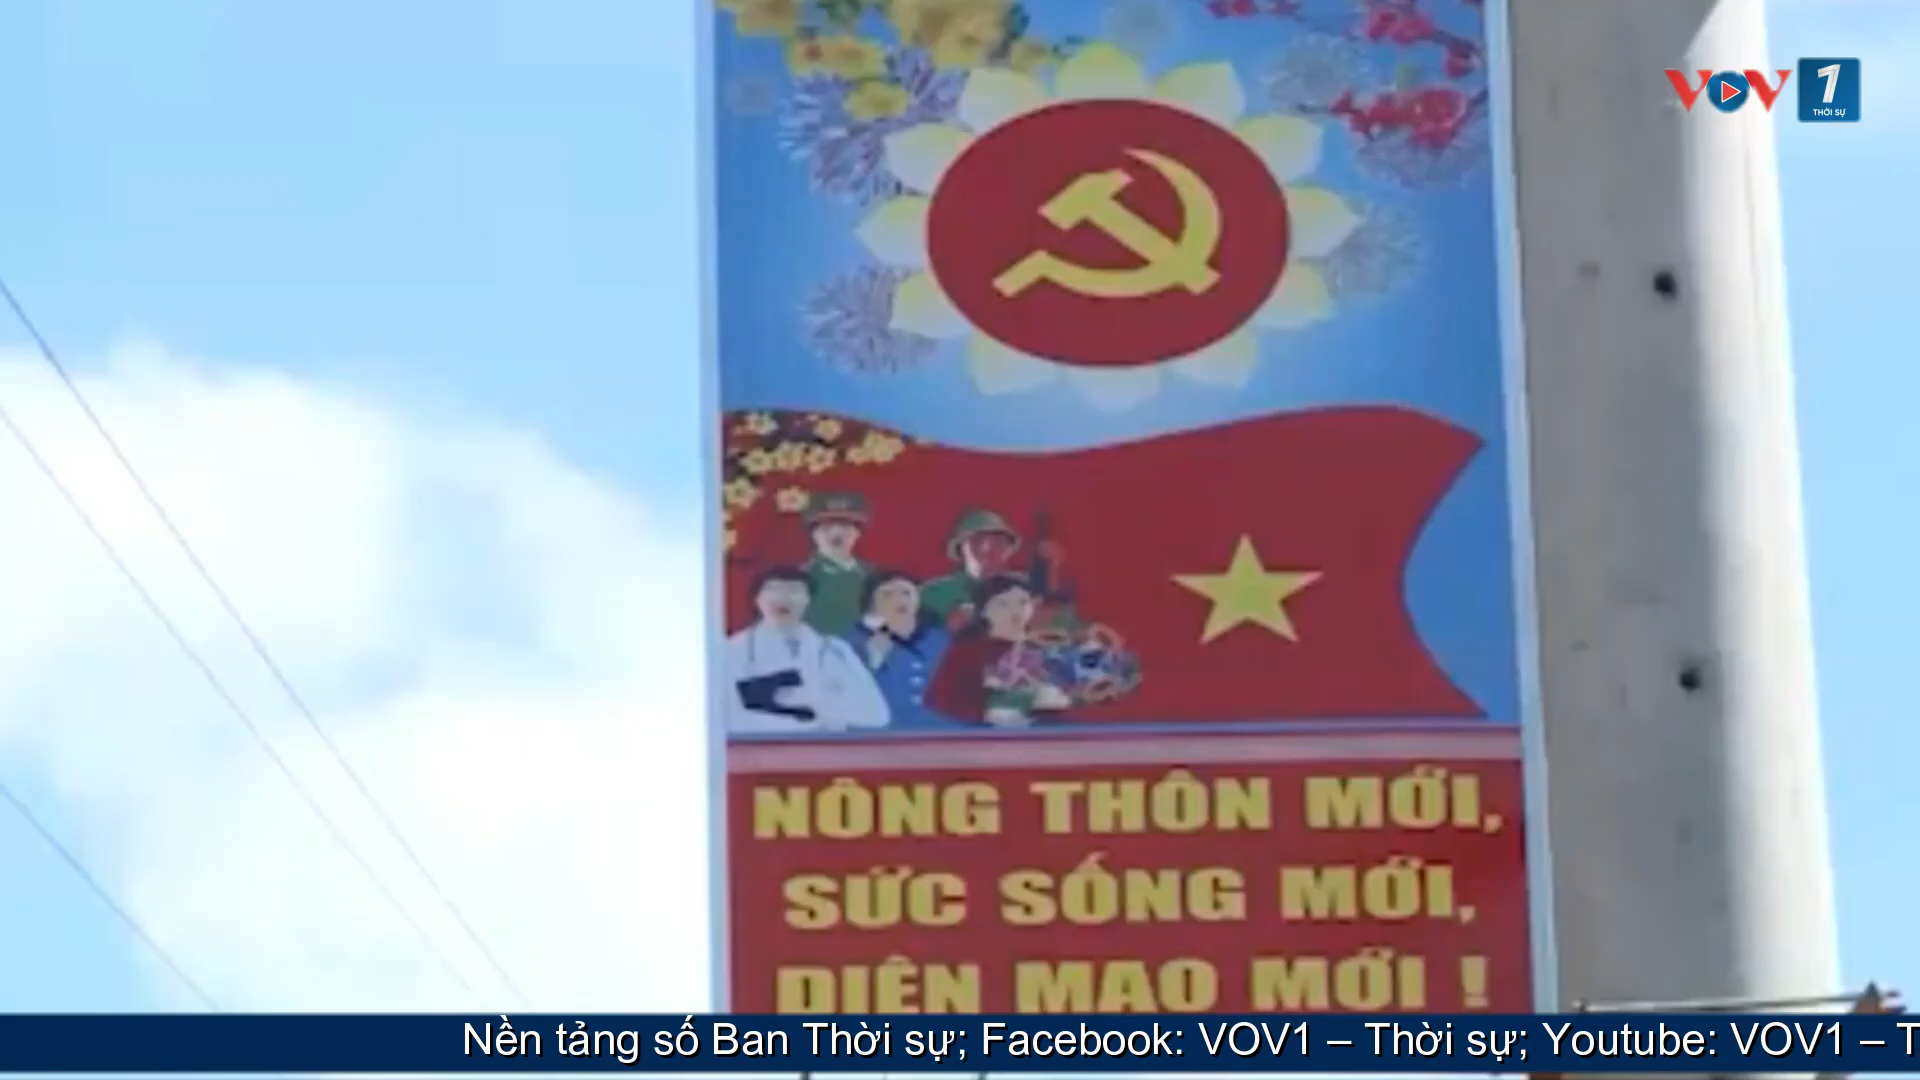 VOV 1
THỜI SỰ
NÔNG THÔN MỚI,
SỨC SỐNG MỚI,
DIỆN MẠO MỚI !
Nền tảng số Ban Thời sự; Facebook: VOV1 – Thời sự; Youtube: VOV1 – T